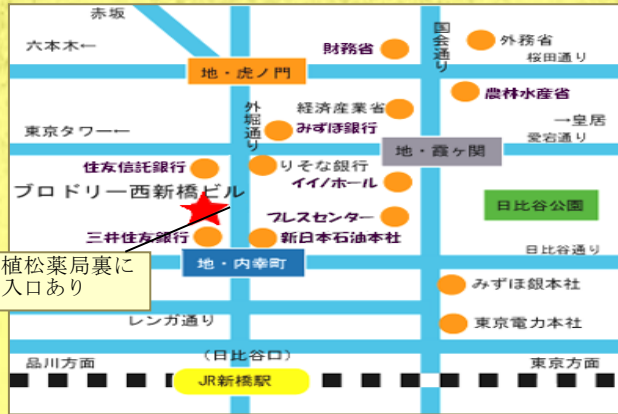 赤坂
六本木←
財務省
国会通り
外務省
桜田通り
地・虎ノ門
農林水産省
外堀通り
経済産業省
→皇居
東京タワー←
みずほ銀行
愛宕通り
地・霞ヶ関
住友信託銀行
りそな銀行
イイノホール
ブロドリー西新橋ビル
日比谷公園
プレスセンター
三井住友銀行
新日本石油本社
日比谷通り
植松薬局裏に
入口あり
地・内幸町
みずほ銀本社
レンガ通り
東京電力本社
品川方面
（日比谷口）
東京方面
JR新橋駅